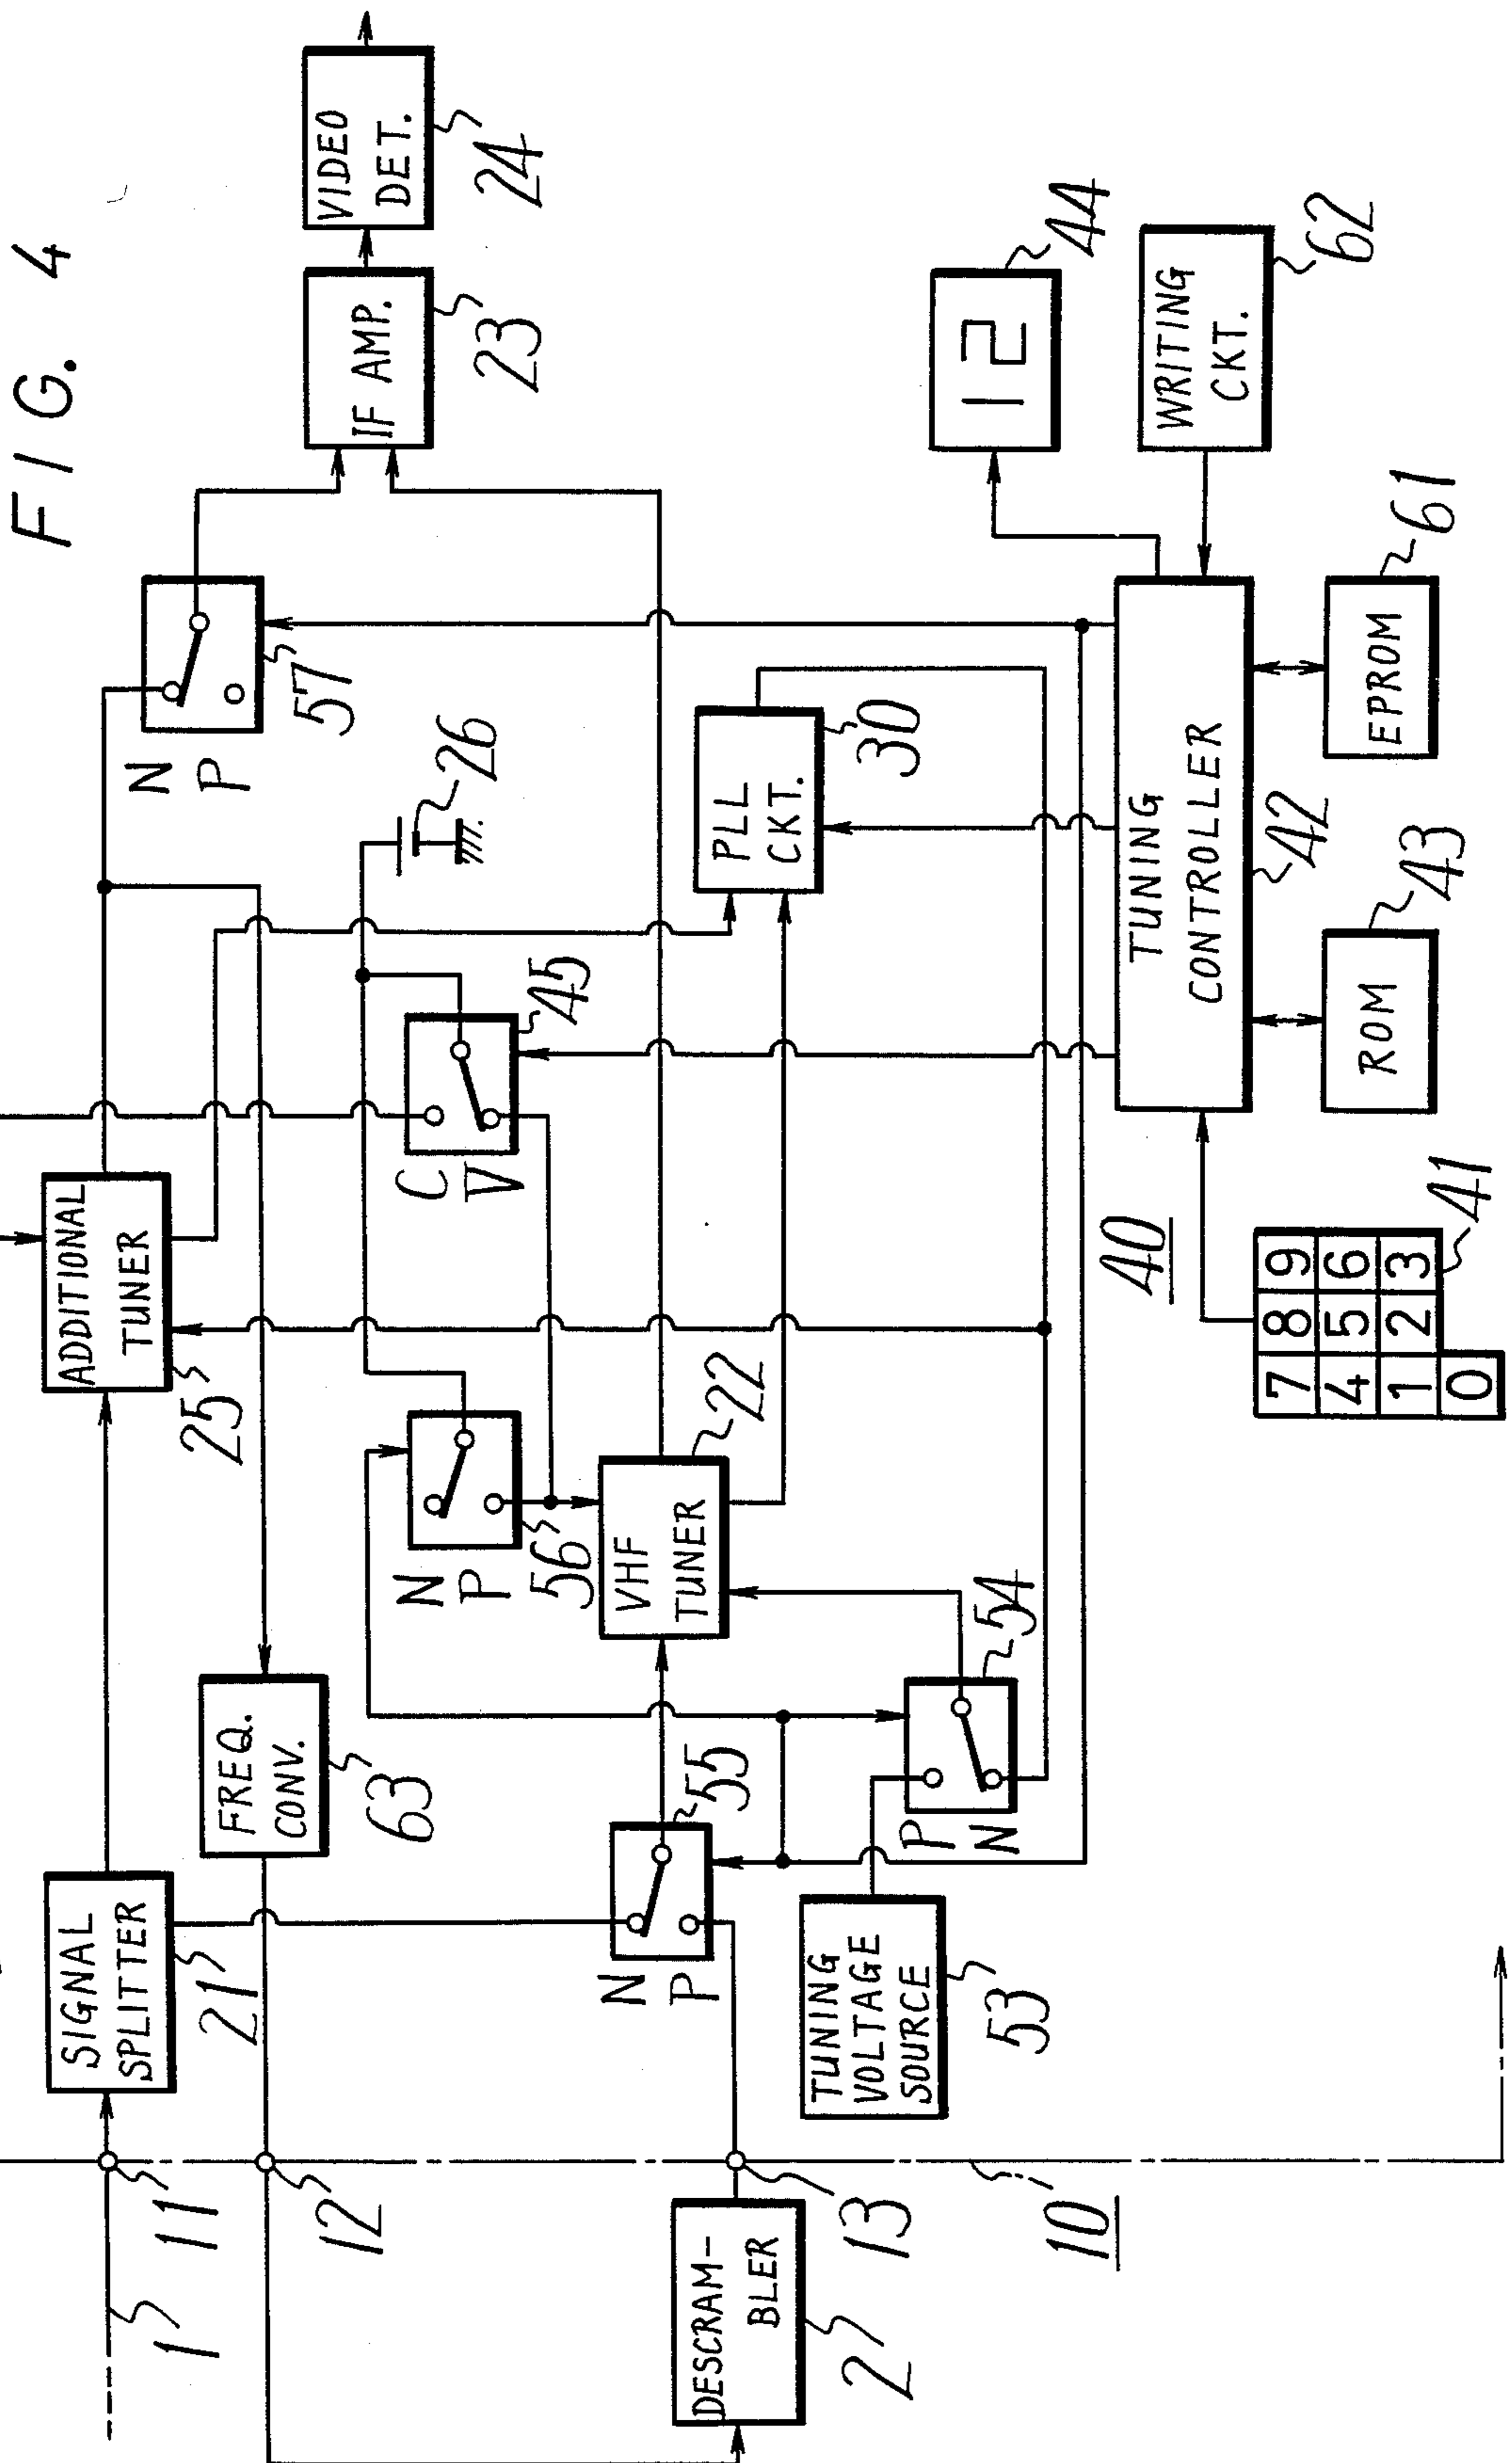 FIG. 4
1
11
SIGNAL
SPLITTER
21
ADDITIONAL
TUNER
25
N
P
57
IF AMP.
23
VIDEO
DET.
24
12
FREQ.
CONV.
63
N
P
56
C
V
45
26
DESCRAM-
BLER
2
13
10
N
P
55
VHF
TUNER
22
PLL
CKT.
30
TUNING
VOLTAGE
SOURCE
53
P
N
54
40
7 8 9
4 5 6
1 2 3
0
41
TUNING
CONTROLLER
42
ROM
43
EPROM
61
12
44
WRITING
CKT.
62